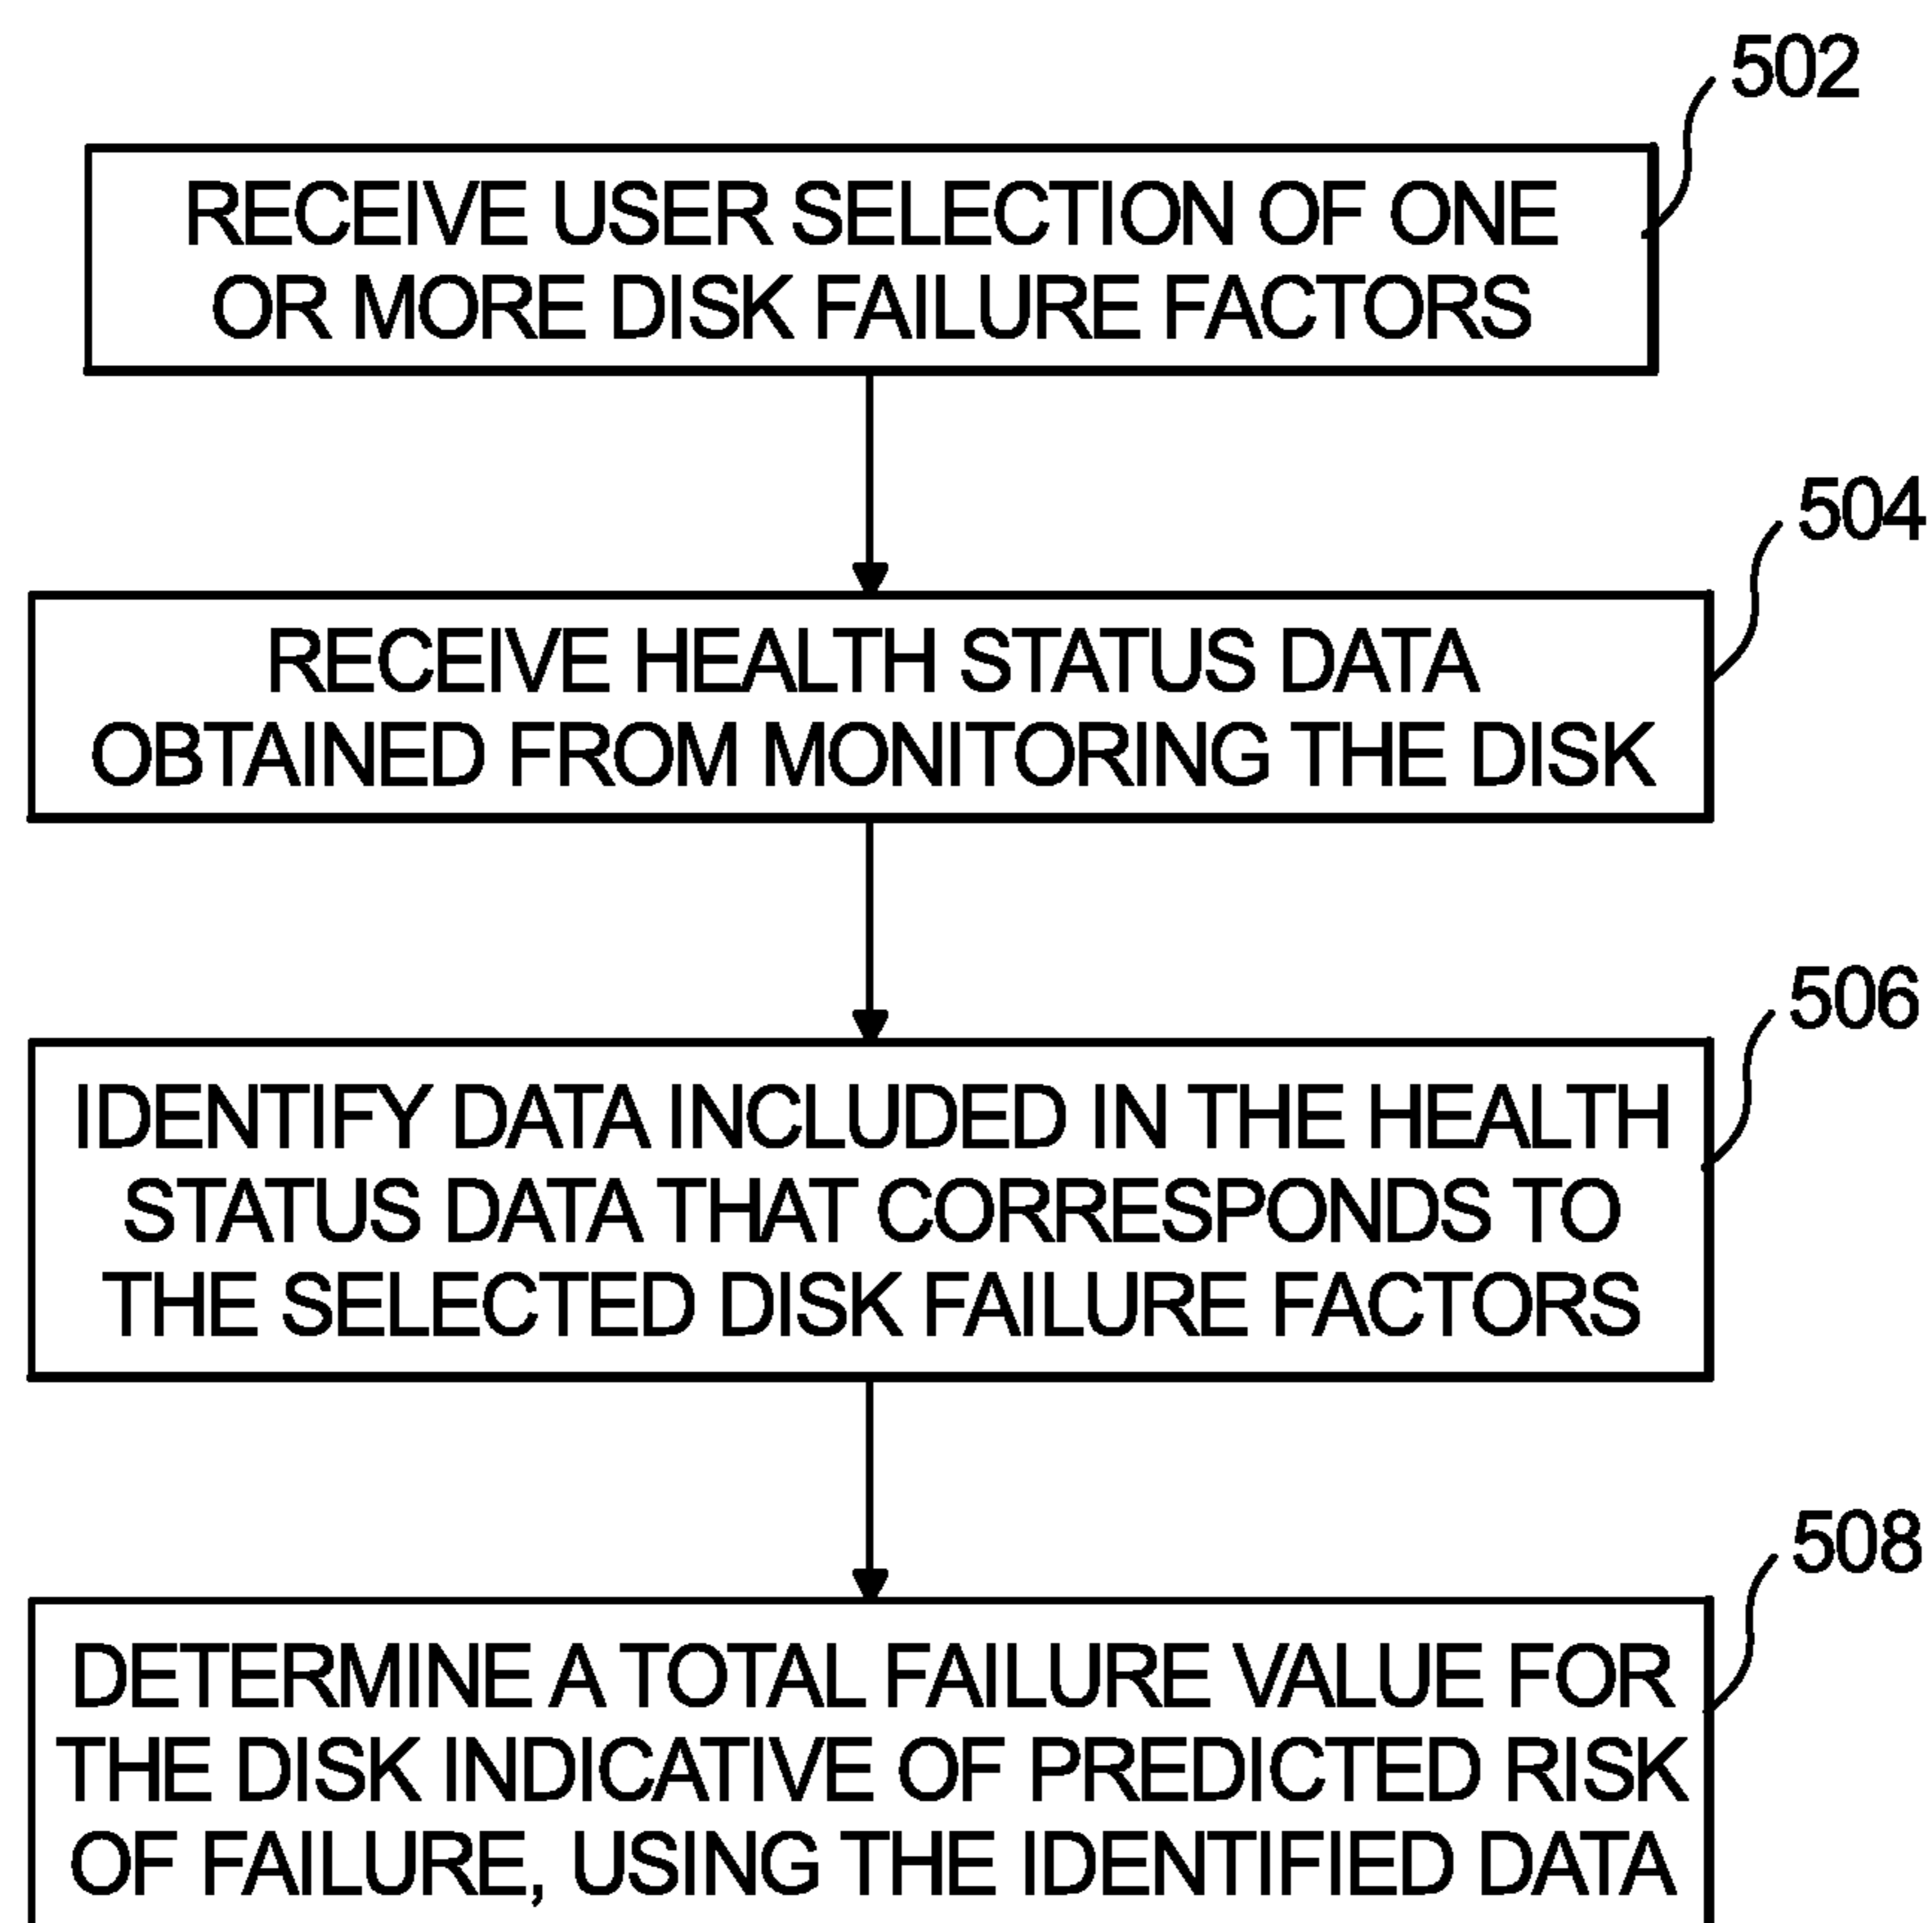 502
RECEIVE USER SELECTION OF ONE
OR MORE DISK FAILURE FACTORS
504
RECEIVE HEALTH STATUS DATA
OBTAINED FROM MONITORING THE DISK
506
IDENTIFY DATA INCLUDED IN THE HEALTH
STATUS DATA THAT CORRESPONDS TO
THE SELECTED DISK FAILURE FACTORS
508
DETERMINE A TOTAL FAILURE VALUE FOR
THE DISK INDICATIVE OF PREDICTED RISK
OF FAILURE, USING THE IDENTIFIED DATA